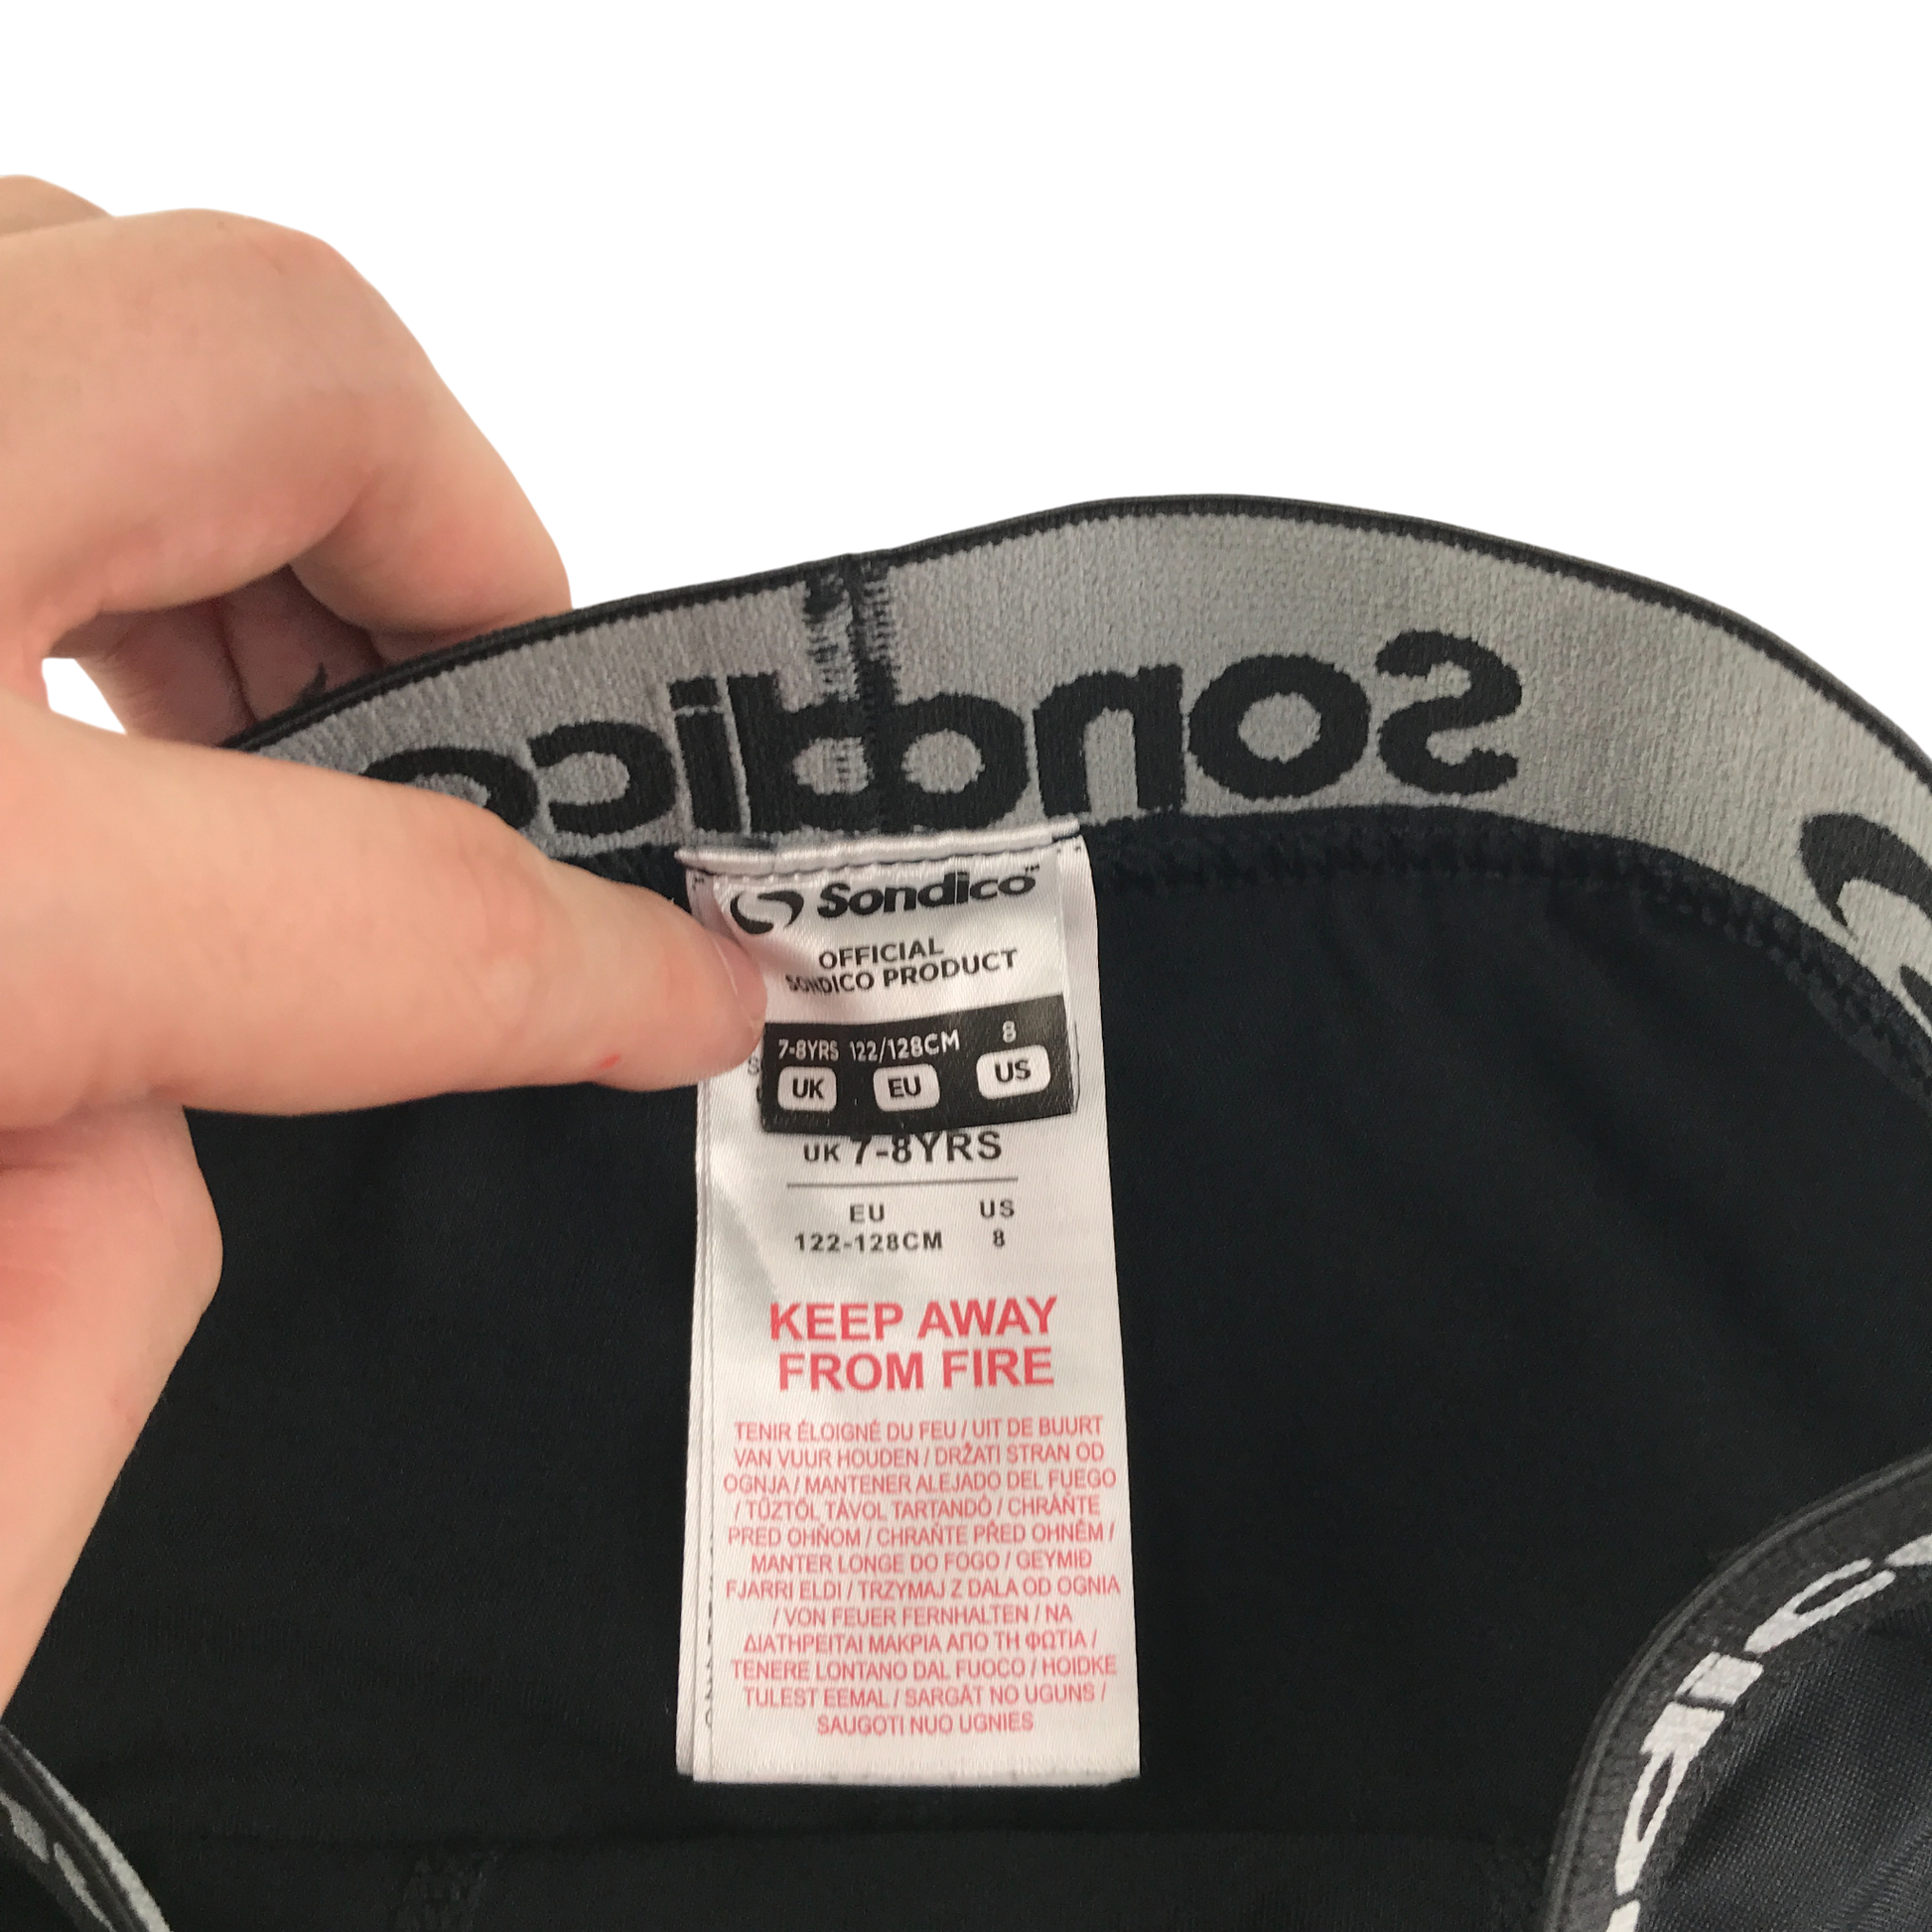 Sondico
Sondico™
OFFICIAL
SONDICO PRODUCT
7-8YRS 122/128CM 8
UK EU US
UK 7-8YRS
EU US
122-128CM 8
KEEP AWAY
FROM FIRE
TENIR ÉLOIGNÉ DU FEU / UIT DE BUURT
VAN VUUR HOUDEN / DRŽATI STRAN OD
OGNJA / MANTENER ALEJADO DEL FUEGO
/ TŰZTŐL TÁVOL TARTANDÓ / CHRÁŇTE
PRED OHŇOM / CHRAŇTE PŘED OHNĚM /
MANTER LONGE DO FOGO / GEYMIÐ
FJARRI ELDI / TRZYMAJ Z DALA OD OGNIA
/ VON FEUER FERNHALTEN / NA
ΔΙΑΤΗΡΕΙΤΑΙ ΜΑΚΡΙΑ ΑΠΟ ΤΗ ΦΩΤΙΑ /
TENERE LONTANO DAL FUOCO / HOIDKE
TULEST EEMAL / SARGĀT NO UGUNS /
SAUGOTI NUO UGNIES